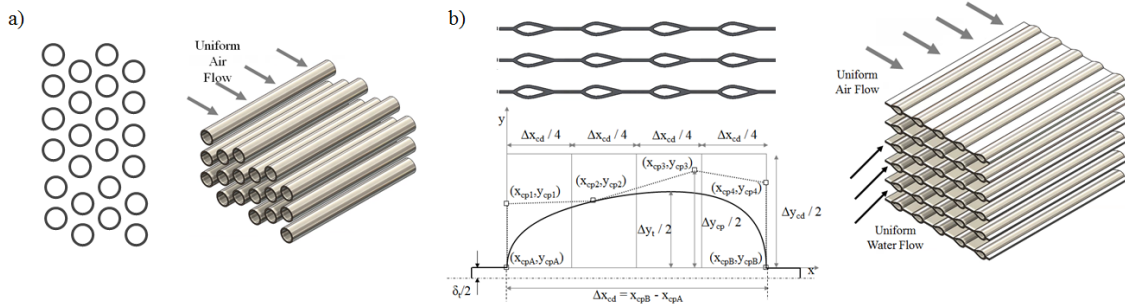 a)
Uniform
Air
Flow
b)
y
Δx_cd / 4
Δx_cd / 4
Δx_cd / 4
Δx_cd / 4
(x_cp1,y_cp1)
(x_cp2,y_cp2)
(x_cp3,y_cp3)
(x_cp4,y_cp4)
Δy_cd / 2
Δy_t / 2
Δy_cp / 2
(x_cpA,y_cpA)
(x_cpB,y_cpB)
x
δ_t/2
Δx_cd = x_cpB - x_cpA
Uniform
Air Flow
Uniform
Water Flow